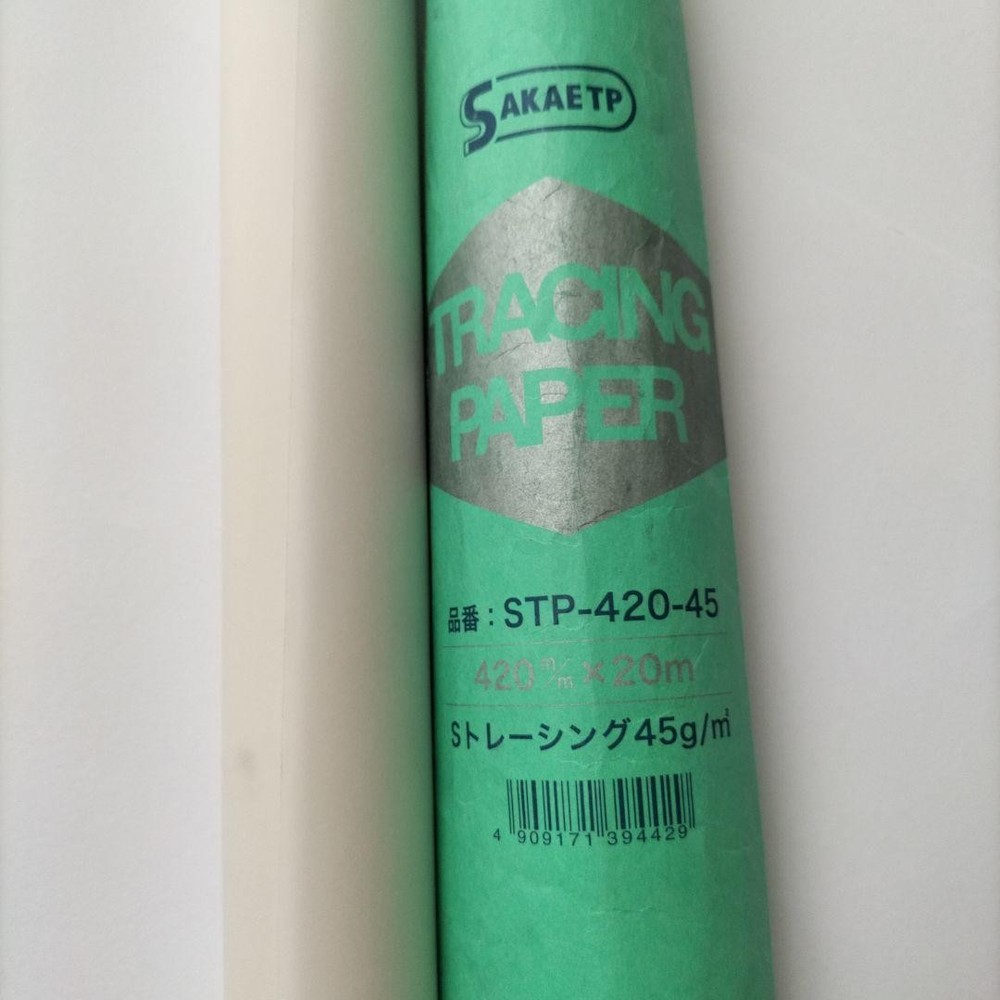 SAKAETP
TRACING
PAPER
品番：STP-420-45
420m/m×20m
Sトレーシング45g/㎡
4 909171 394429